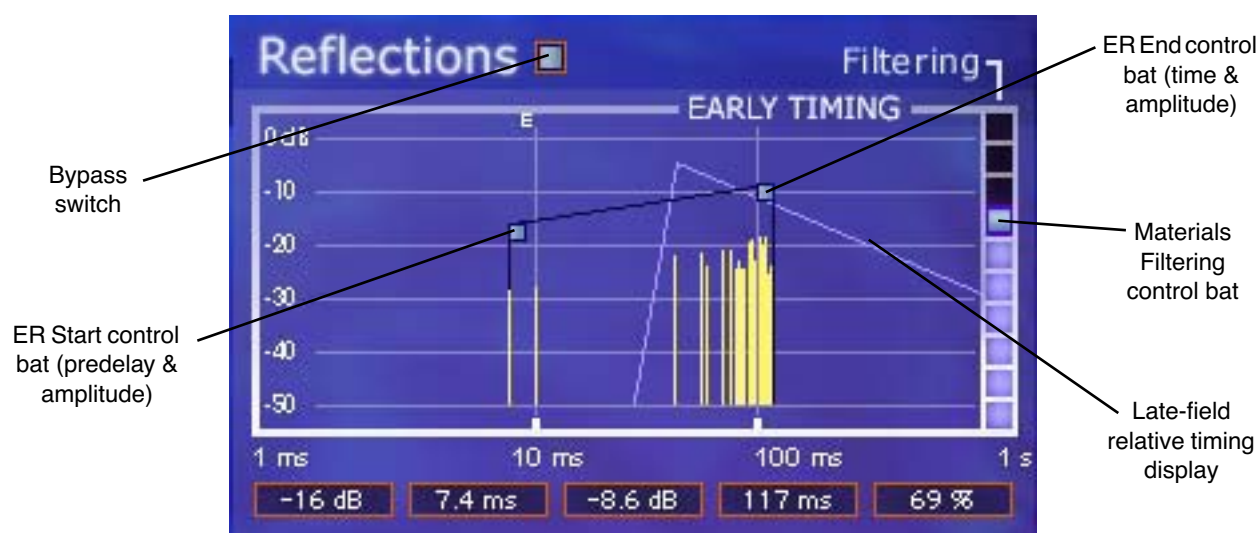 Reflections
Filtering
EARLY TIMING
E
0 dB
-10
-20
-30
-40
-50
1 ms
10 ms
100 ms
1 s
-16 dB
7.4 ms
-8.6 dB
117 ms
69 %
Bypass
switch
ER Start control
bat (predelay &
amplitude)
ER End control
bat (time &
amplitude)
Materials
Filtering
control bat
Late-field
relative timing
display